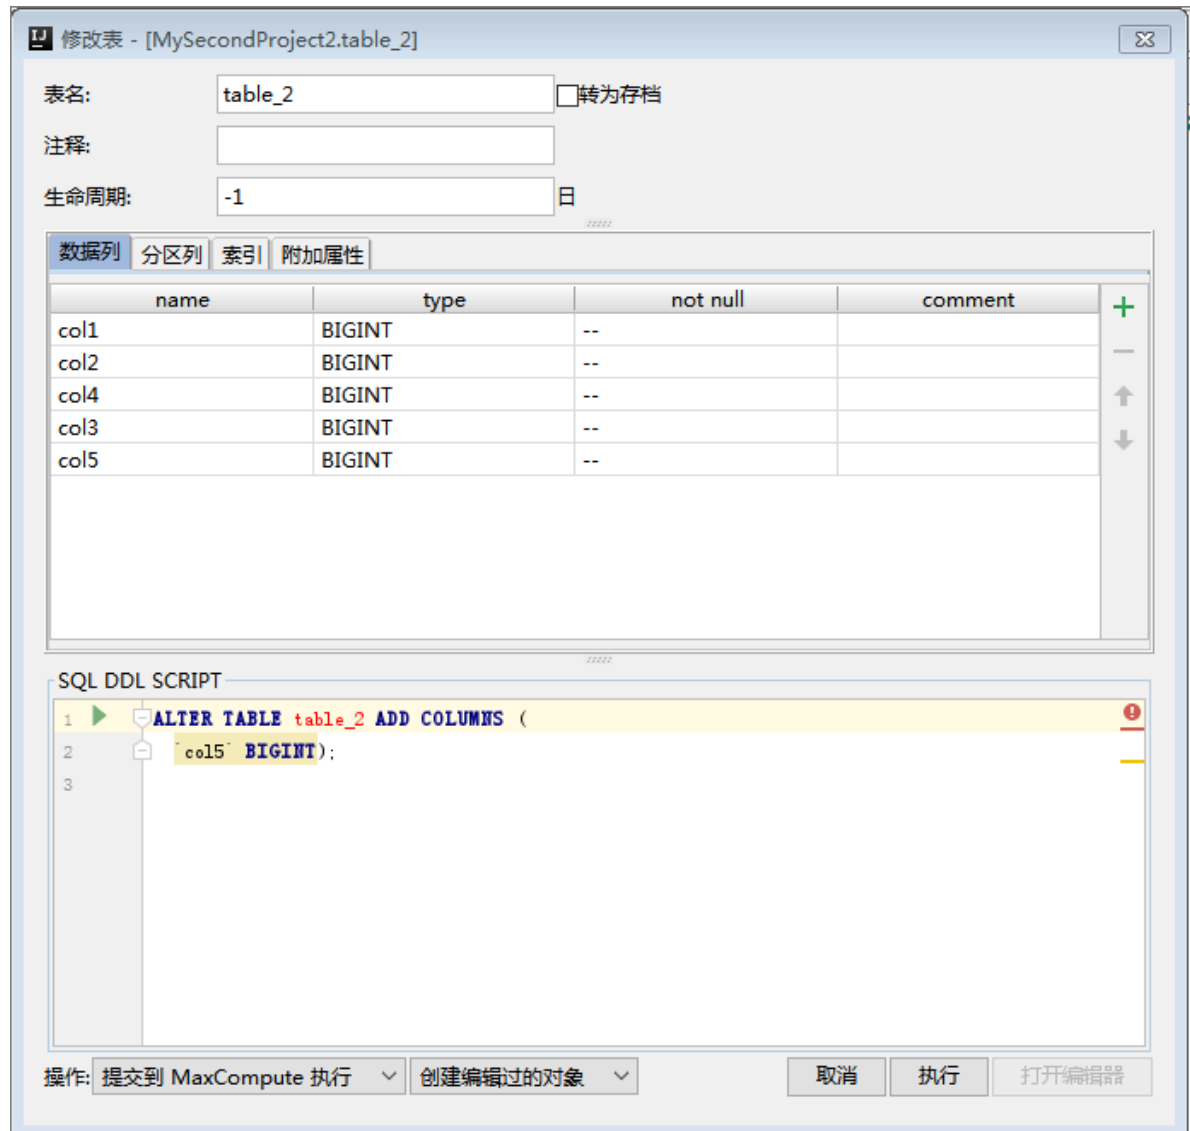 修改表 - [MySecondProject2.table_2]
表名: table_2 转为存档
注释:
生命周期: -1 日
数据列 分区列 索引 附加属性
name type not null comment
col1 BIGINT --
col2 BIGINT --
col4 BIGINT --
col3 BIGINT --
col5 BIGINT --
SQL DDL SCRIPT
1 ALTER TABLE table_2 ADD COLUMNS (
2 `col5` BIGINT);
3
操作: 提交到 MaxCompute 执行 创建编辑过的对象 取消 执行 打开编辑器